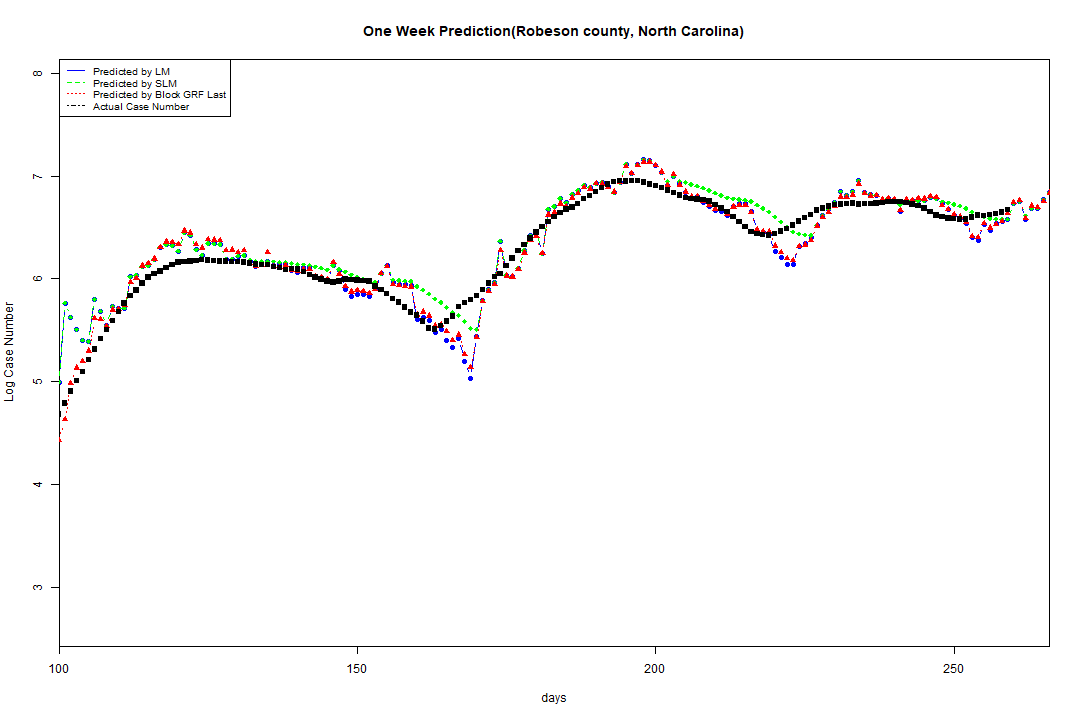 One Week Prediction(Robeson county, North Carolina)
Predicted by LM
Predicted by SLM
Predicted by Block GRF Last
Actual Case Number
8
7
6
5
4
3
Log Case Number
100
150
200
250
days